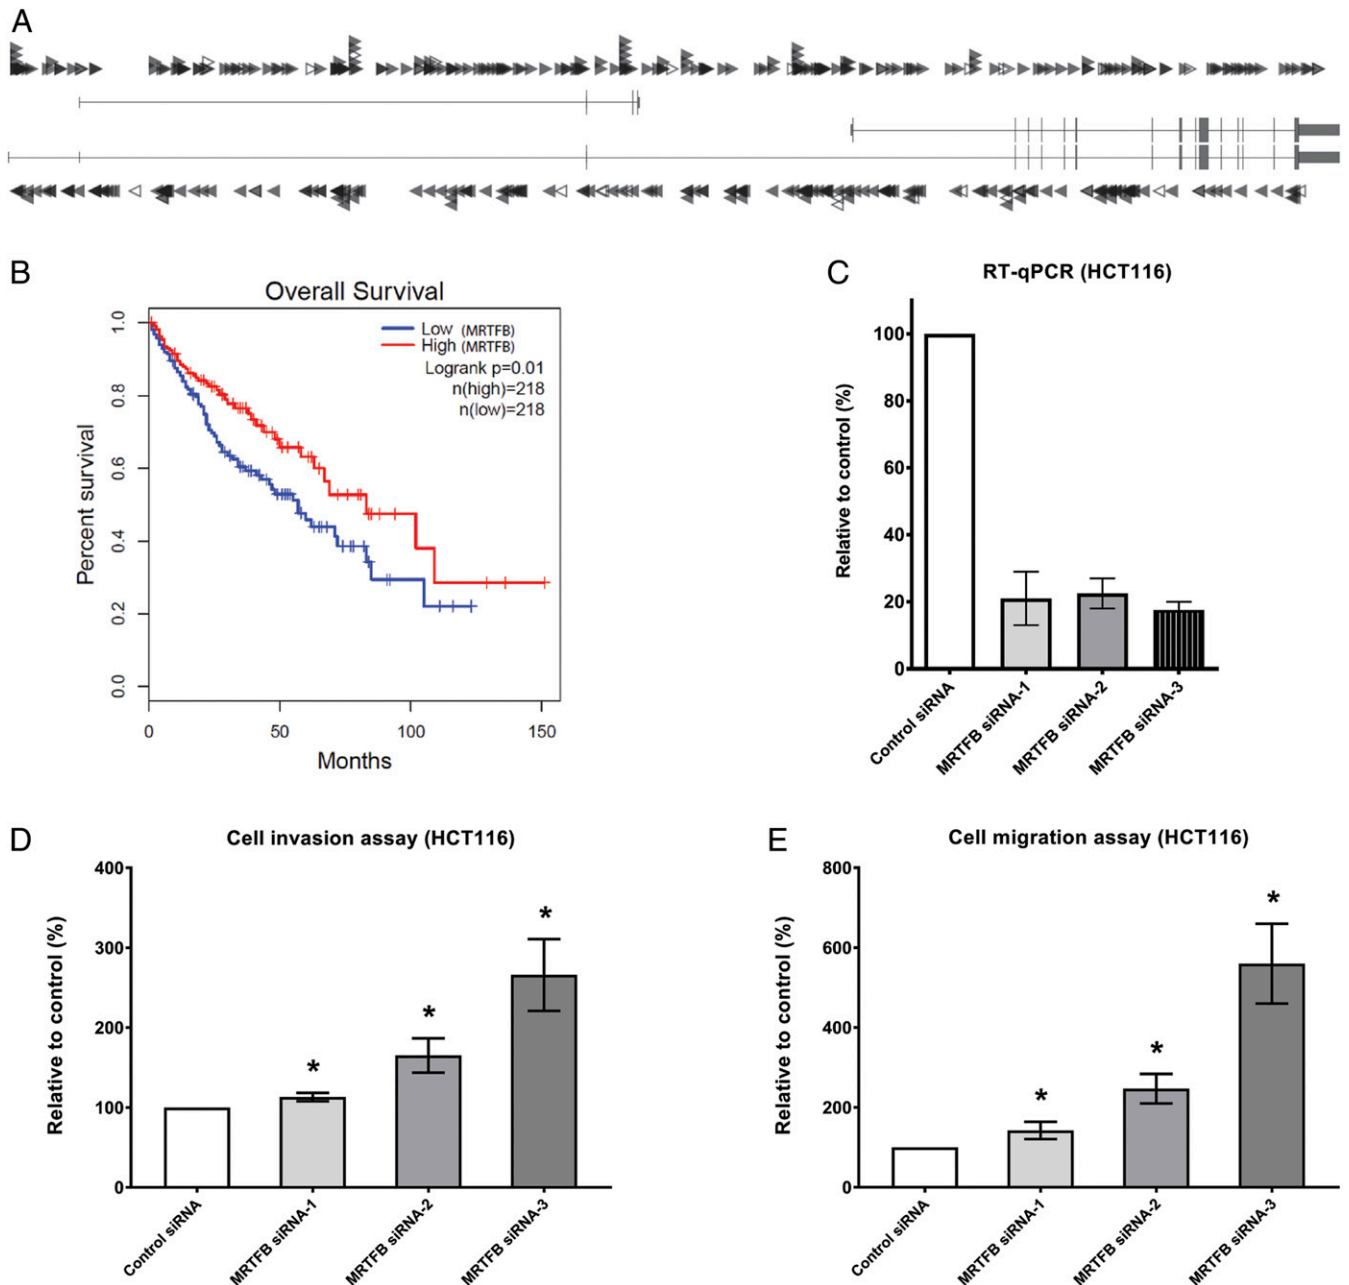 A
B
Overall Survival
Low (MRTFB)
High (MRTFB)
Logrank p=0.01
n(high)=218
n(low)=218
Percent survival
1.0
0.8
0.6
0.4
0.2
0.0
0 50 100 150
Months
C
RT-qPCR (HCT116)
Relative to control (%)
100
80
60
40
20
0
Control siRNA
MRTFB siRNA-1
MRTFB siRNA-2
MRTFB siRNA-3
D
Cell invasion assay (HCT116)
Relative to control (%)
400
300
200
100
0
*
*
*
Control siRNA
MRTFB siRNA-1
MRTFB siRNA-2
MRTFB siRNA-3
E
Cell migration assay (HCT116)
Relative to control (%)
800
600
400
200
0
*
*
*
Control siRNA
MRTFB siRNA-1
MRTFB siRNA-2
MRTFB siRNA-3